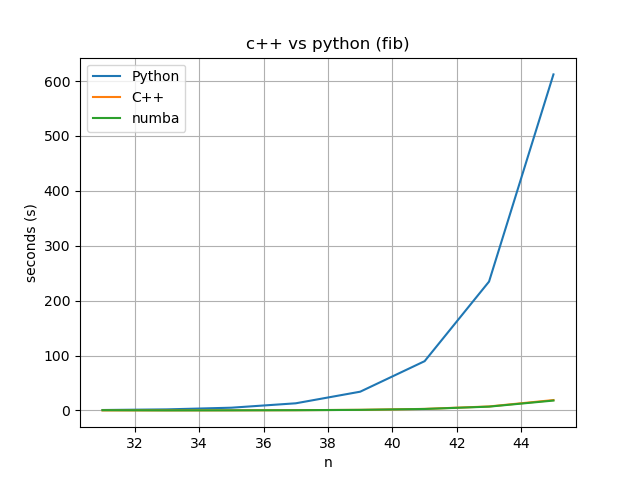 c++ vs python (fib)
Python
C++
numba
600
500
400
300
200
100
0
seconds (s)
32 34 36 38 40 42 44
n